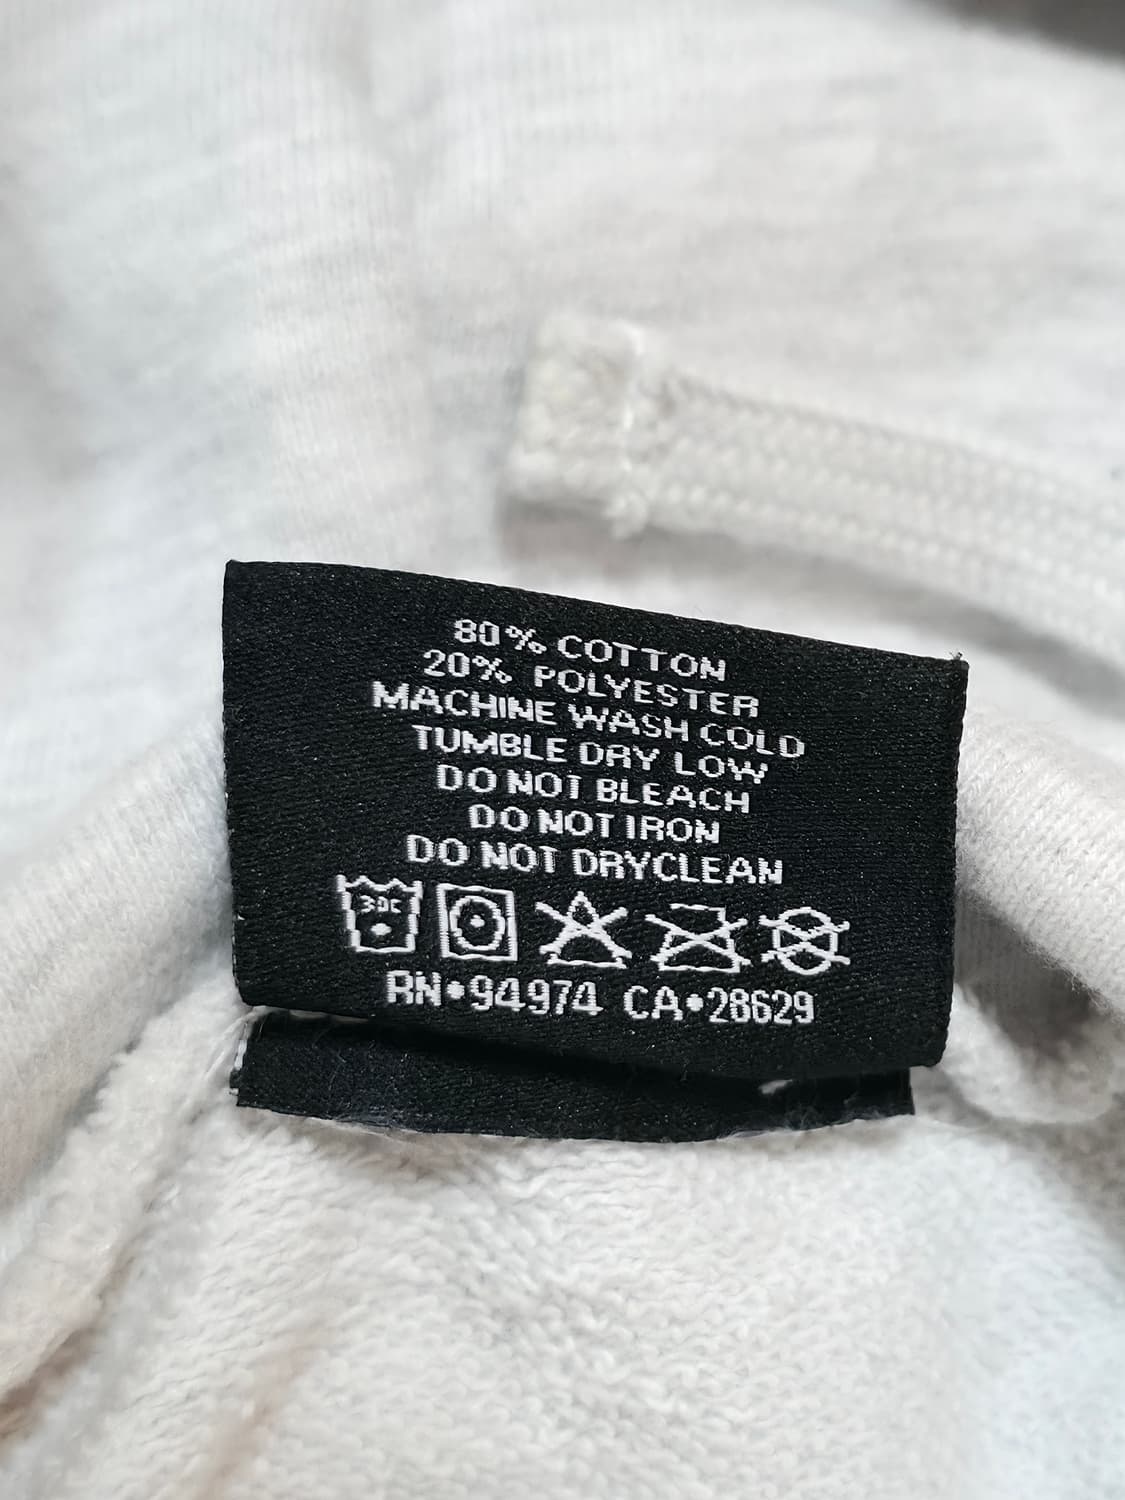 80% COTTON
20% POLYESTER
MACHINE WASH COLD
TUMBLE DRY LOW
DO NOT BLEACH
DO NOT IRON
DO NOT DRYCLEAN
30C
RN•94974 CA•28629